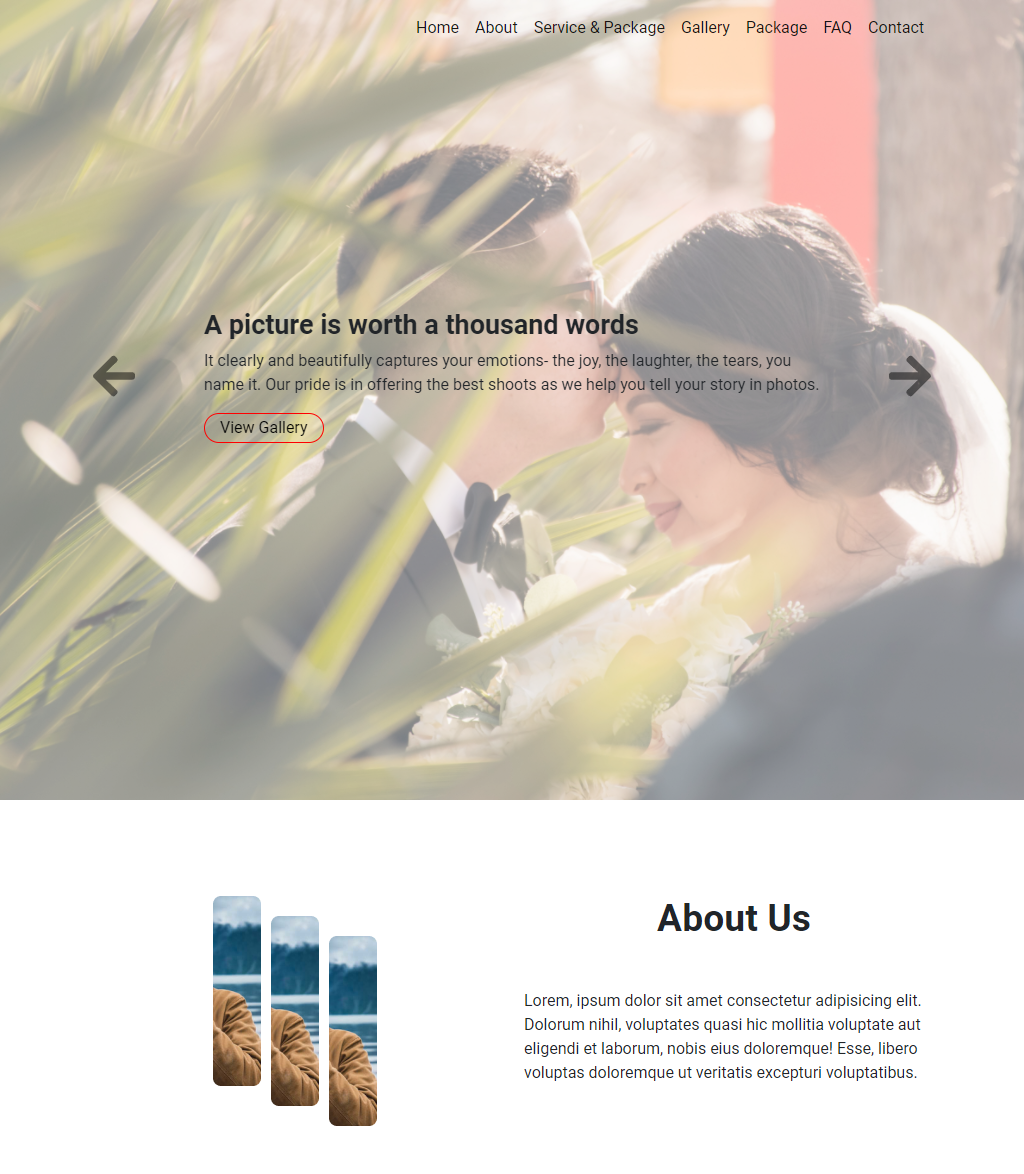 Home About Service & Package Gallery Package FAQ Contact
A picture is worth a thousand words
It clearly and beautifully captures your emotions- the joy, the laughter, the tears, you
name it. Our pride is in offering the best shoots as we help you tell your story in photos.
View Gallery
About Us
Lorem, ipsum dolor sit amet consectetur adipisicing elit.
Dolorum nihil, voluptates quasi hic mollitia voluptate aut
eligendi et laborum, nobis eius doloremque! Esse, libero
voluptas doloremque ut veritatis excepturi voluptatibus.